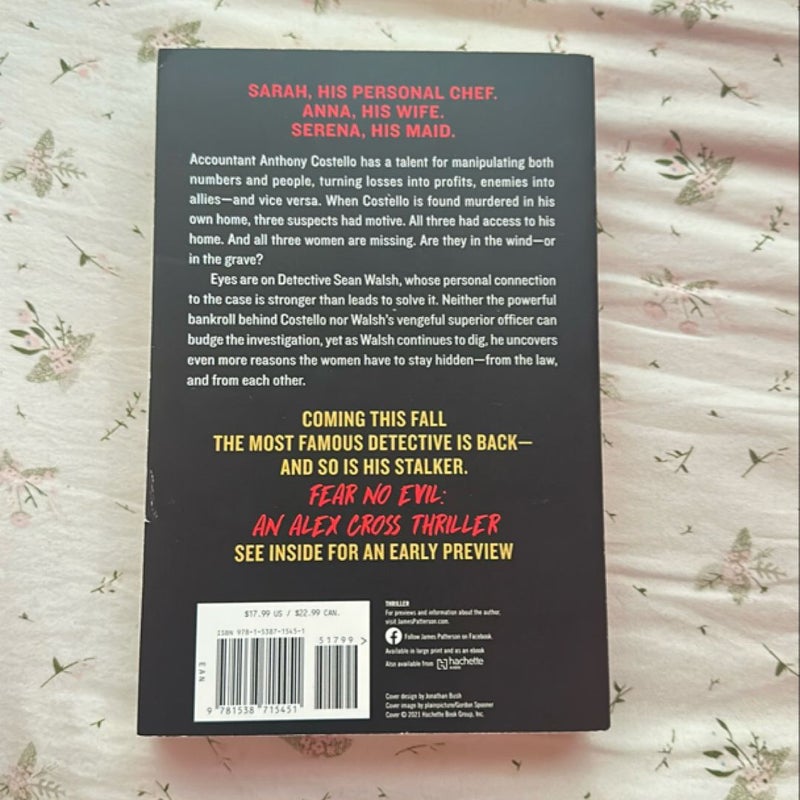 SARAH, HIS PERSONAL CHEF.
ANNA, HIS WIFE.
SERENA, HIS MAID.
Accountant Anthony Costello has a talent for manipulating both
numbers and people, turning losses into profits, enemies into
allies—and vice versa. When Costello is found murdered in his
own home, three suspects had motive. All three had access to his
home. And all three women are missing. Are they in the wind—or
in the grave?
Eyes are on Detective Sean Walsh, whose personal connection
to the case is stronger than leads to solve it. Neither the powerful
bankroll behind Costello nor Walsh's vengeful superior officer can
budge the investigation, yet as Walsh continues to dig, he uncovers
even more reasons the women have to stay hidden—from the law,
and from each other.
COMING THIS FALL
THE MOST FAMOUS DETECTIVE IS BACK—
AND SO IS HIS STALKER.
FEAR NO EVIL:
AN ALEX CROSS THRILLER
SEE INSIDE FOR AN EARLY PREVIEW
$17.99 US / $22.99 CAN.
ISBN 978-1-5387-1545-1
51799 >
EAN
9 781538 715451
THRILLER
For previews and information about the author,
visit JamesPatterson.com.
Follow James Patterson on Facebook.
Available in large print and as an ebook
Also available from hachette
Cover design by Jonathan Bush
Cover image by plainpicture/Gordon Spooner
Cover © 2021 Hachette Book Group, Inc.